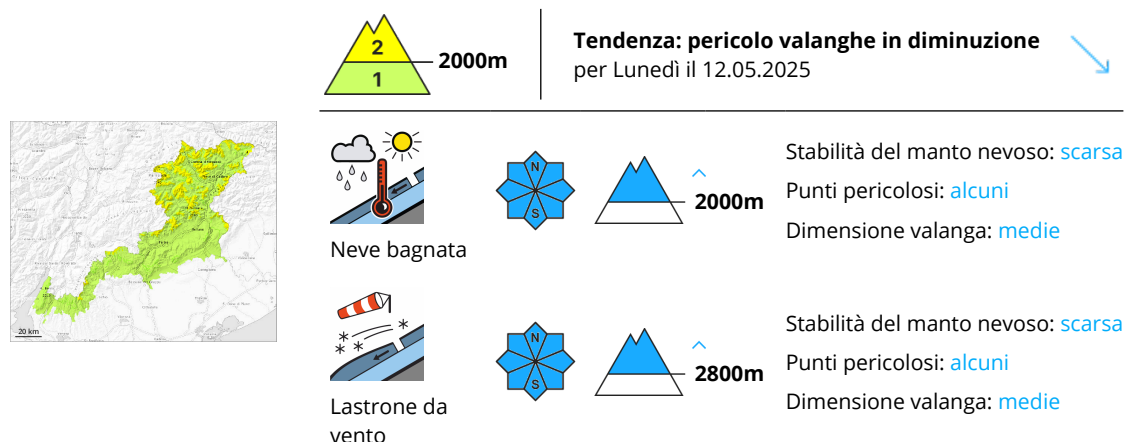 2
1
2000m
Tendenza: pericolo valanghe in diminuzione
per Lunedì il 12.05.2025
20 km
Neve bagnata
N
S
2000m
Stabilità del manto nevoso: scarsa
Punti pericolosi: alcuni
Dimensione valanga: medie
Lastrone da
vento
N
S
2800m
Stabilità del manto nevoso: scarsa
Punti pericolosi: alcuni
Dimensione valanga: medie